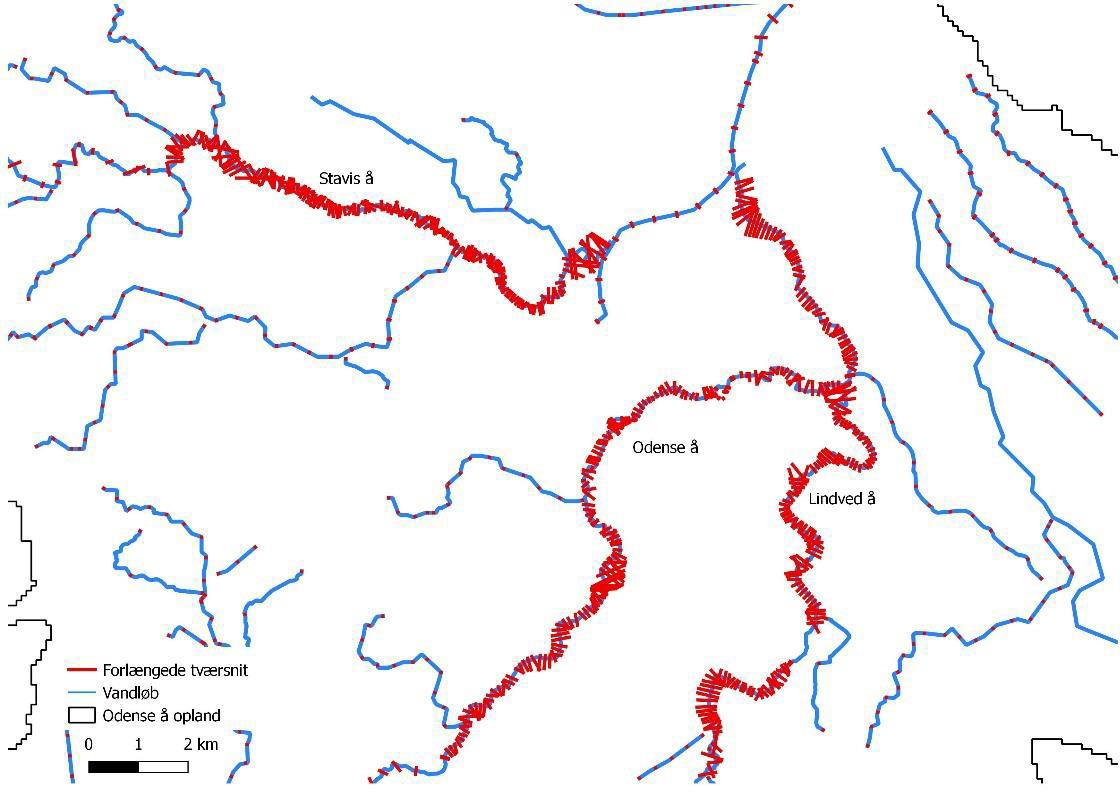 Stavis å
Odense å
Lindved å
Forlængede tværsnit
Vandløb
Odense å opland
0 1 2 km